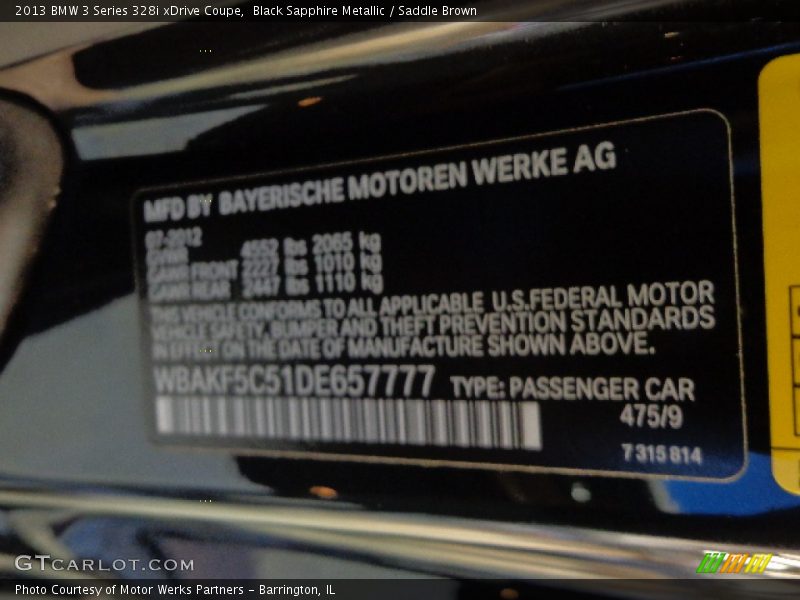 2013 BMW 3 Series 328i xDrive Coupe,  Black Sapphire Metallic / Saddle Brown
MFD BY BAYERISCHE MOTOREN WERKE AG
07-2012
GVWR 4552 lbs 2065 kg
GAWR FRONT 2227 lbs 1010 kg
GAWR REAR 2447 lbs 1110 kg
THIS VEHICLE CONFORMS TO ALL APPLICABLE U.S.FEDERAL MOTOR
VEHICLE SAFETY, BUMPER AND THEFT PREVENTION STANDARDS
IN EFFECT ON THE DATE OF MANUFACTURE SHOWN ABOVE.
WBAKF5C51DE657777 TYPE: PASSENGER CAR
475/9
7 315 814
GTCARLOT.COM
Photo Courtesy of Motor Werks Partners - Barrington, IL